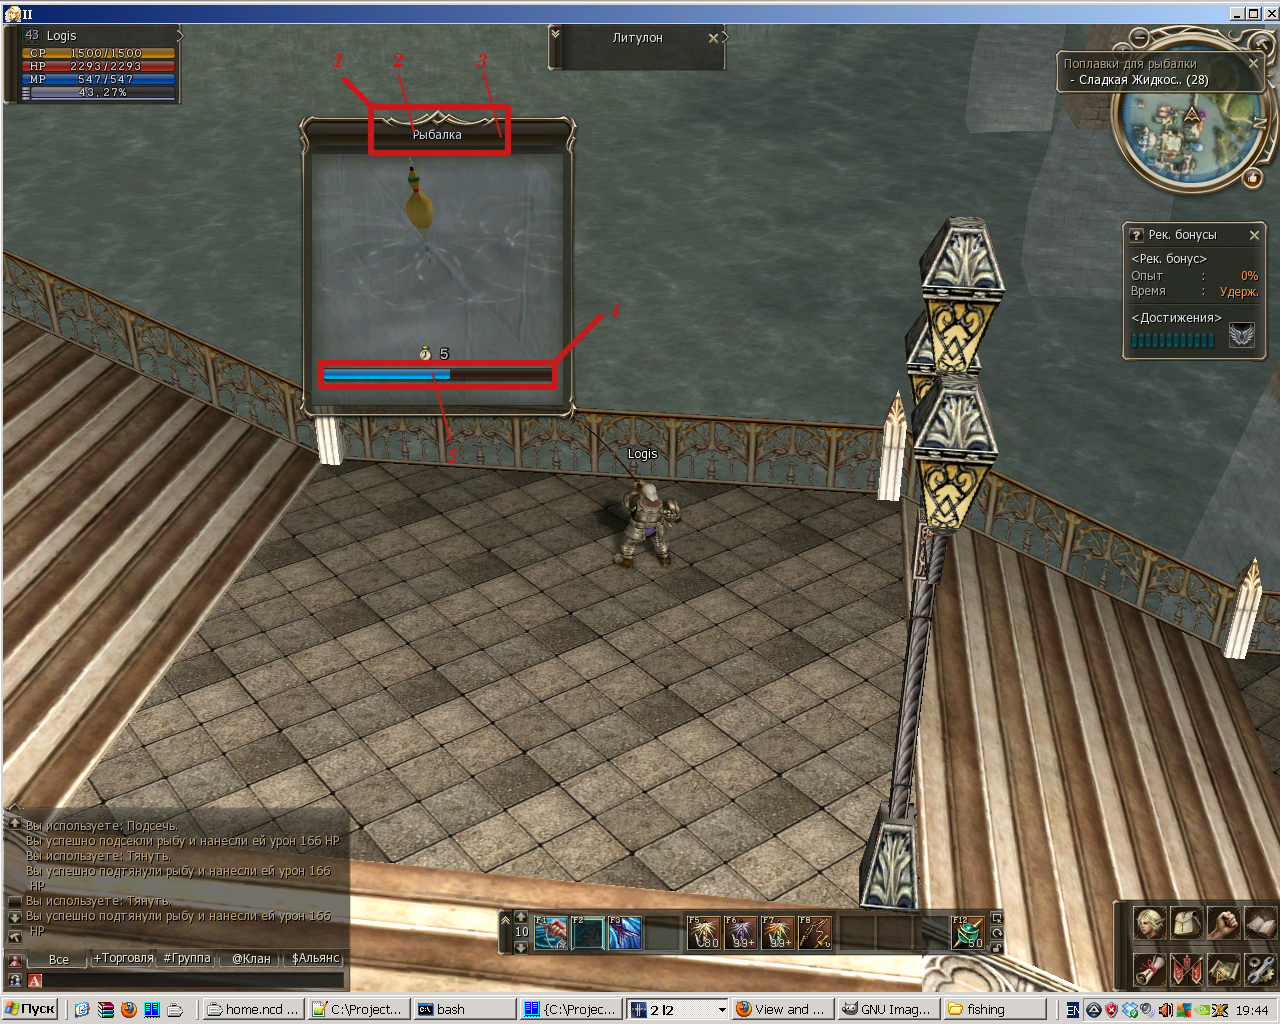 II
43 Logis
CP 1500/1500
HP 2293/2293
MP 547/547
43,27%
Литулон
Поплавки для рыбалки
- Сладкая Жидкос.. (28)
N
1
2
3
Рыбалка
5
4
5
? Рек. бонусы
<Рек. бонус>
Опыт : 0%
Время : Удерж.
<Достижения>
Logis
Вы используете: Подсечь.
Вы успешно подсекли рыбу и нанесли ей урон 166 HP
Вы используете: Тянуть.
Вы успешно подтянули рыбу и нанесли ей урон 166
HP
Вы используете: Тянуть.
Вы успешно подтянули рыбу и нанесли ей урон 166
HP
Все +Торговля #Группа @Клан $Альянс
A
10
F1 F2 F3 F5 F6 F7 F8 F12
80 99+ 99+ 50
Пуск
home.ncd ...
C:\Project...
bash
{C:\Projec...
2 l2
View and ...
GNU Imag...
fishing
EN
19:44